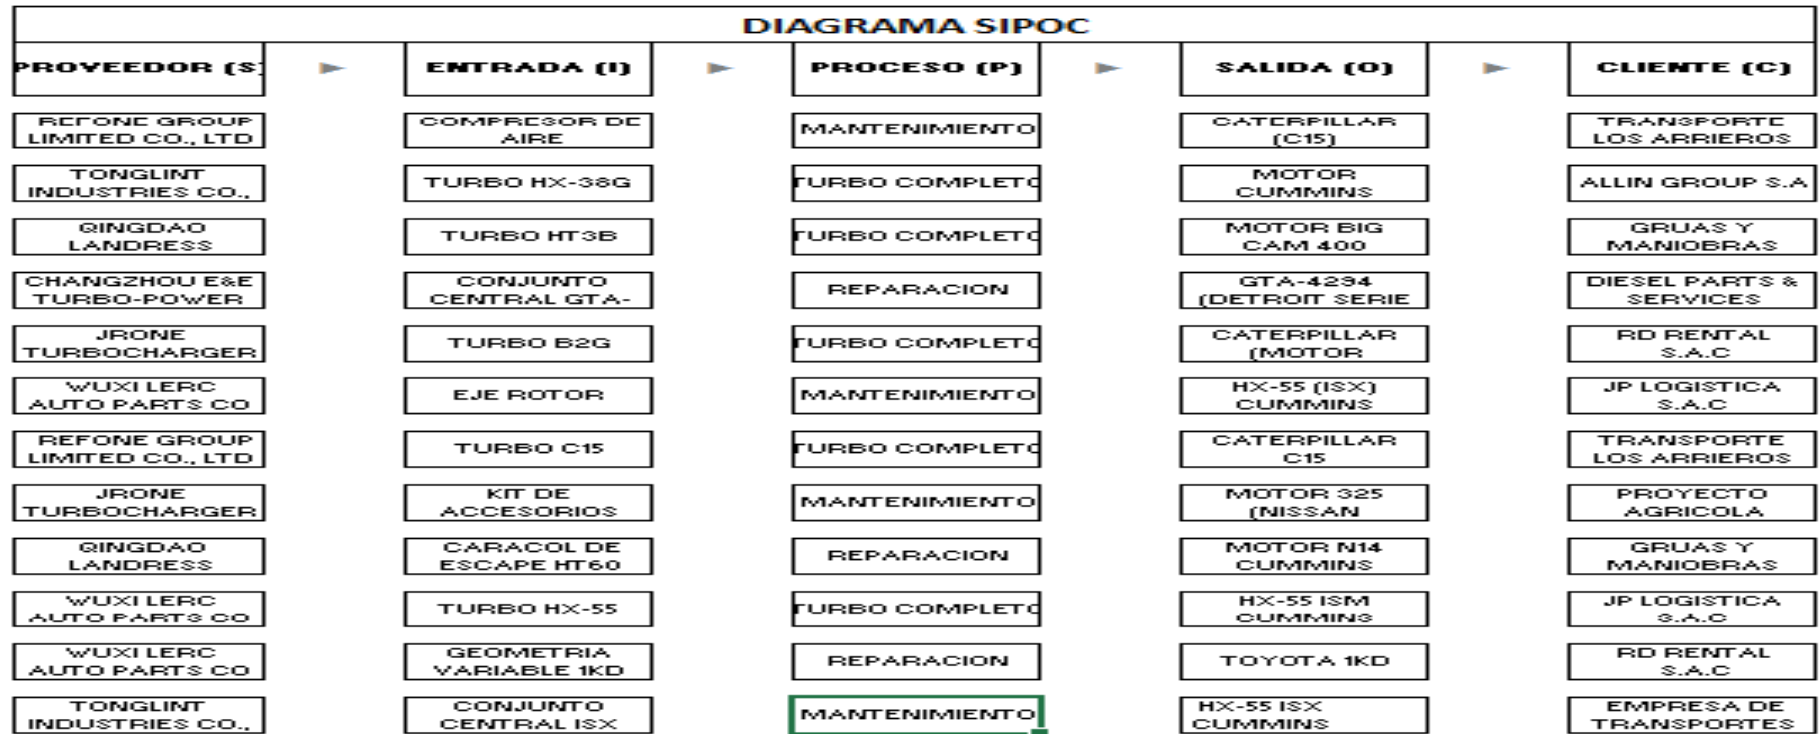 DIAGRAMA SIPOC
PROVEEDOR (S)
ENTRADA (I)
PROCESO (P)
SALIDA (O)
CLIENTE (C)
REFONE GROUP
LIMITED CO., LTD
COMPRESOR DE
AIRE
MANTENIMIENTO
CATERPILLAR
(C15)
TRANSPORTE
LOS ARRIEROS
TONGLINT
INDUSTRIES CO.,
TURBO HX-38G
TURBO COMPLETO
MOTOR
CUMMINS
ALLIN GROUP S.A
QINGDAO
LANDRESS
TURBO HT3B
TURBO COMPLETO
MOTOR BIG
CAM 400
GRUAS Y
MANIOBRAS
CHANGZHOU E&E
TURBO-POWER
CONJUNTO
CENTRAL GTA-
REPARACION
GTA-4294
(DETROIT SERIE
DIESEL PARTS &
SERVICES
JRONE
TURBOCHARGER
TURBO B2G
TURBO COMPLETO
CATERPILLAR
(MOTOR
RD RENTAL
S.A.C
WUXI LERC
AUTO PARTS CO
EJE ROTOR
MANTENIMIENTO
HX-55 (ISX)
CUMMINS
JP LOGISTICA
S.A.C
REFONE GROUP
LIMITED CO., LTD
TURBO C15
TURBO COMPLETO
CATERPILLAR
C15
TRANSPORTE
LOS ARRIEROS
JRONE
TURBOCHARGER
KIT DE
ACCESORIOS
MANTENIMIENTO
MOTOR 325
(NISSAN
PROYECTO
AGRICOLA
QINGDAO
LANDRESS
CARACOL DE
ESCAPE HT60
REPARACION
MOTOR N14
CUMMINS
GRUAS Y
MANIOBRAS
WUXI LERC
AUTO PARTS CO
TURBO HX-55
TURBO COMPLETO
HX-55 ISM
CUMMINS
JP LOGISTICA
S.A.C
WUXI LERC
AUTO PARTS CO
GEOMETRIA
VARIABLE 1KD
REPARACION
TOYOTA 1KD
RD RENTAL
S.A.C
TONGLINT
INDUSTRIES CO.,
CONJUNTO
CENTRAL ISX
MANTENIMIENTO
HX-55 ISX
CUMMINS
EMPRESA DE
TRANSPORTES